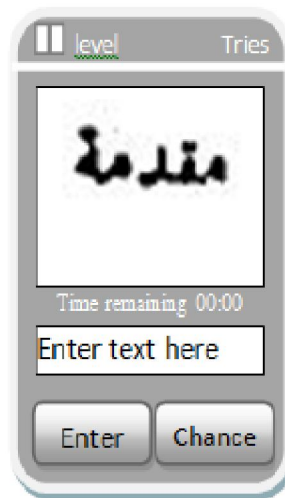 level Tries
مقدمة
Time remaining 00:00
Enter text here
Enter Chance